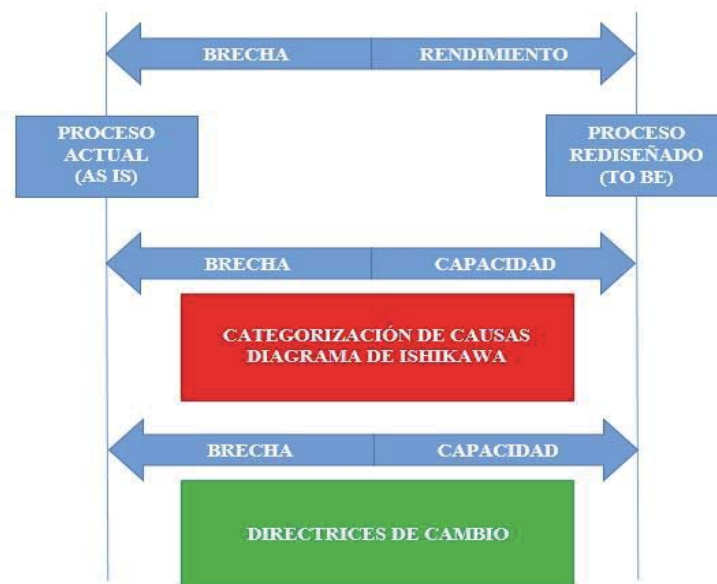 BRECHA RENDIMIENTO
PROCESO
ACTUAL
(AS IS)
PROCESO
REDISEÑADO
(TO BE)
BRECHA CAPACIDAD
CATEGORIZACIÓN DE CAUSAS
DIAGRAMA DE ISHIKAWA
BRECHA CAPACIDAD
DIRECTRICES DE CAMBIO